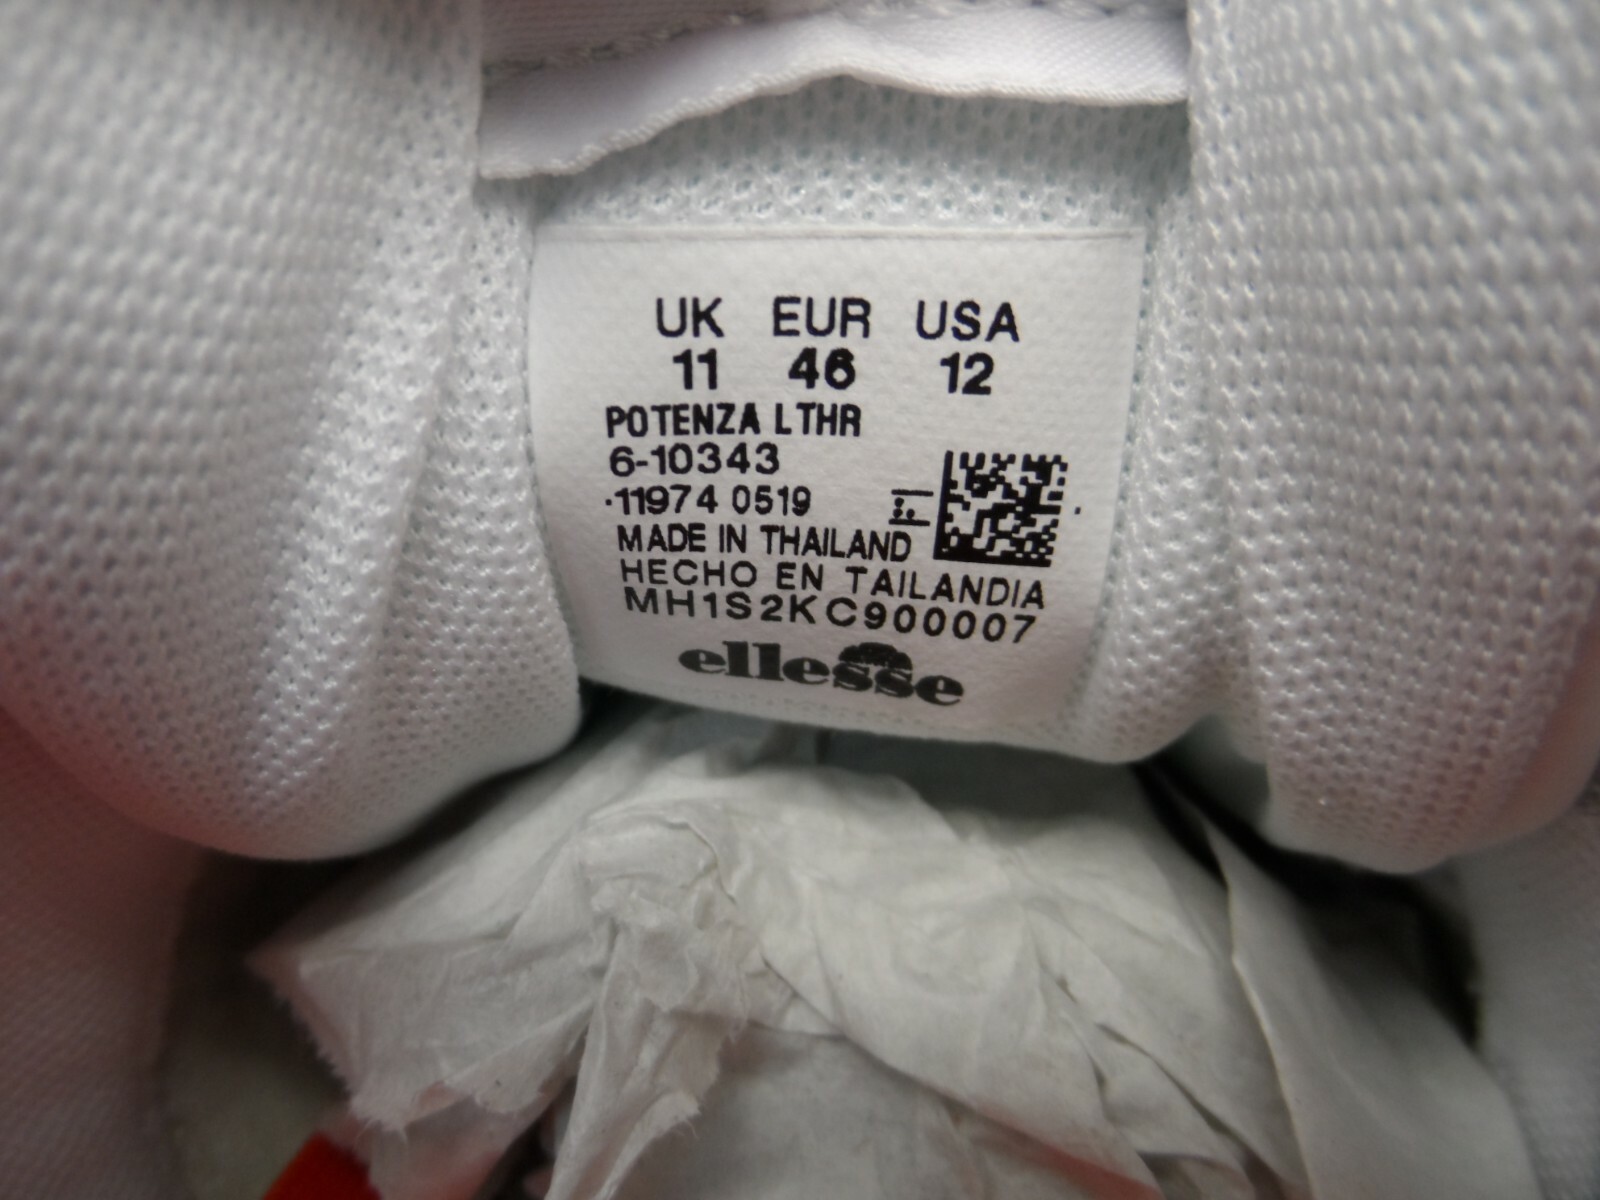 UK EUR USA
11 46 12
POTENZA LTHR
6-10343
·11974 0519
MADE IN THAILAND
HECHO EN TAILANDIA
MH1S2KC900007
ellesse